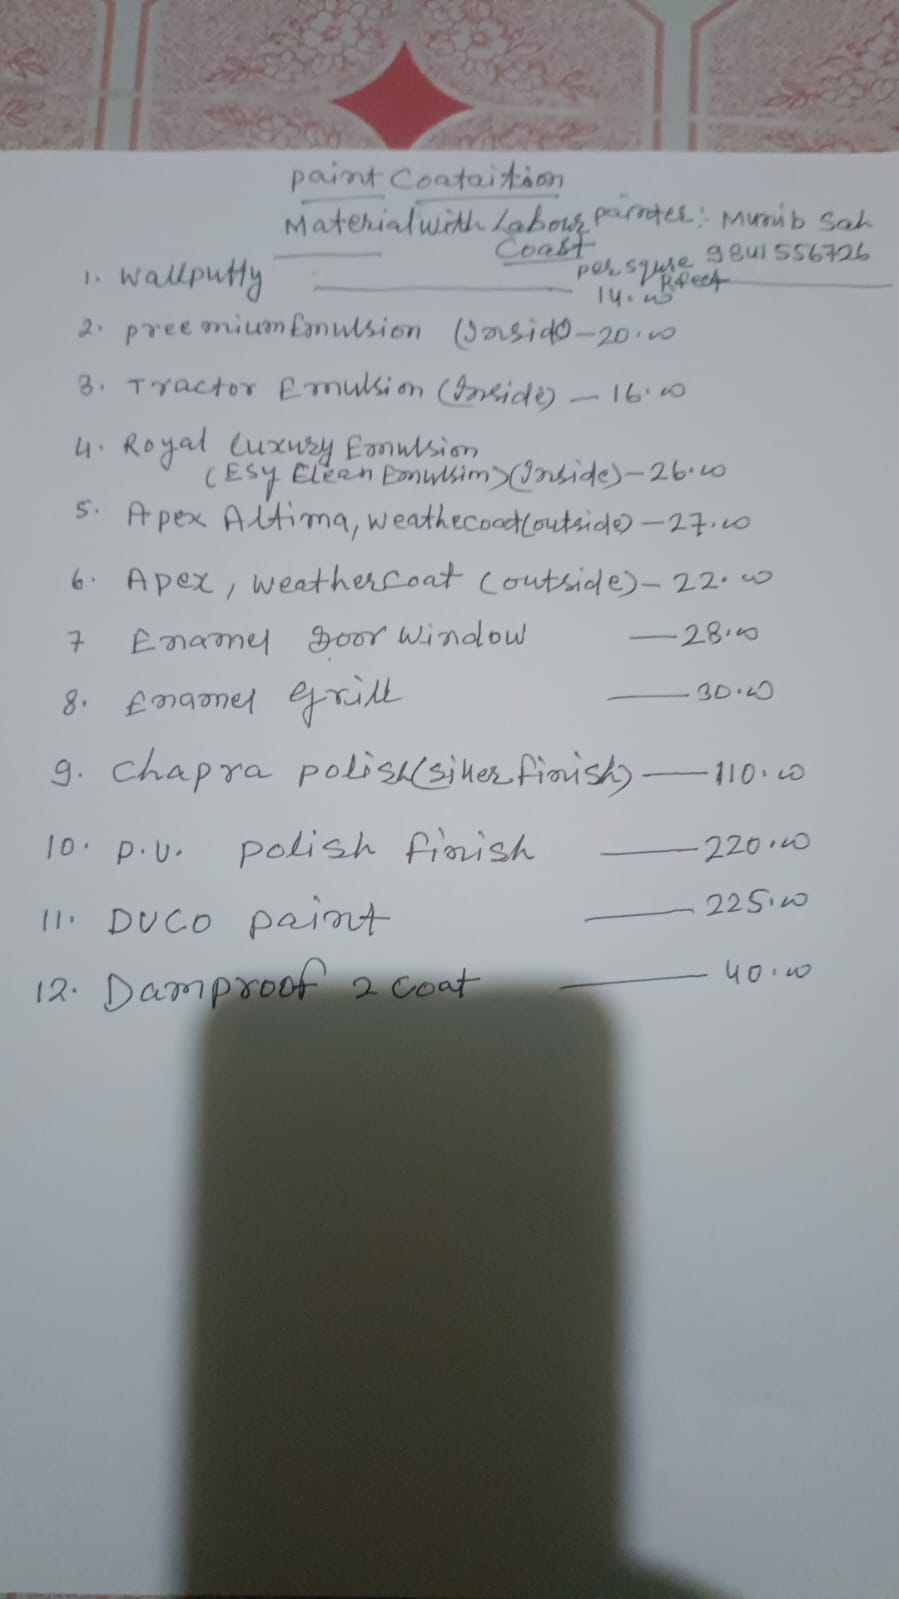 paint Coataition
Material with Labour Coast
painter: Munib Sah
9841556726
per squre Rfeet
1. Wallputty 14.00
2. preemium Emulsion (Inside) - 20.00
3. Tractor Emulsion (Inside) - 16.00
4. Royal Luxury Emulsion
(Esy Elean Emulsion) (Inside) - 26.00
5. Apex Altima, weathecoat (outside) - 27.00
6. Apex, weathercoat (outside) - 22.00
7 Enamel Door Window - 28.00
8. Enamel Grill - 30.00
9. Chapra polish (silker finish) - 110.00
10. P.U. polish finish - 220.00
11. DUCO paint - 225.00
12. Damproof 2 Coat - 40.00